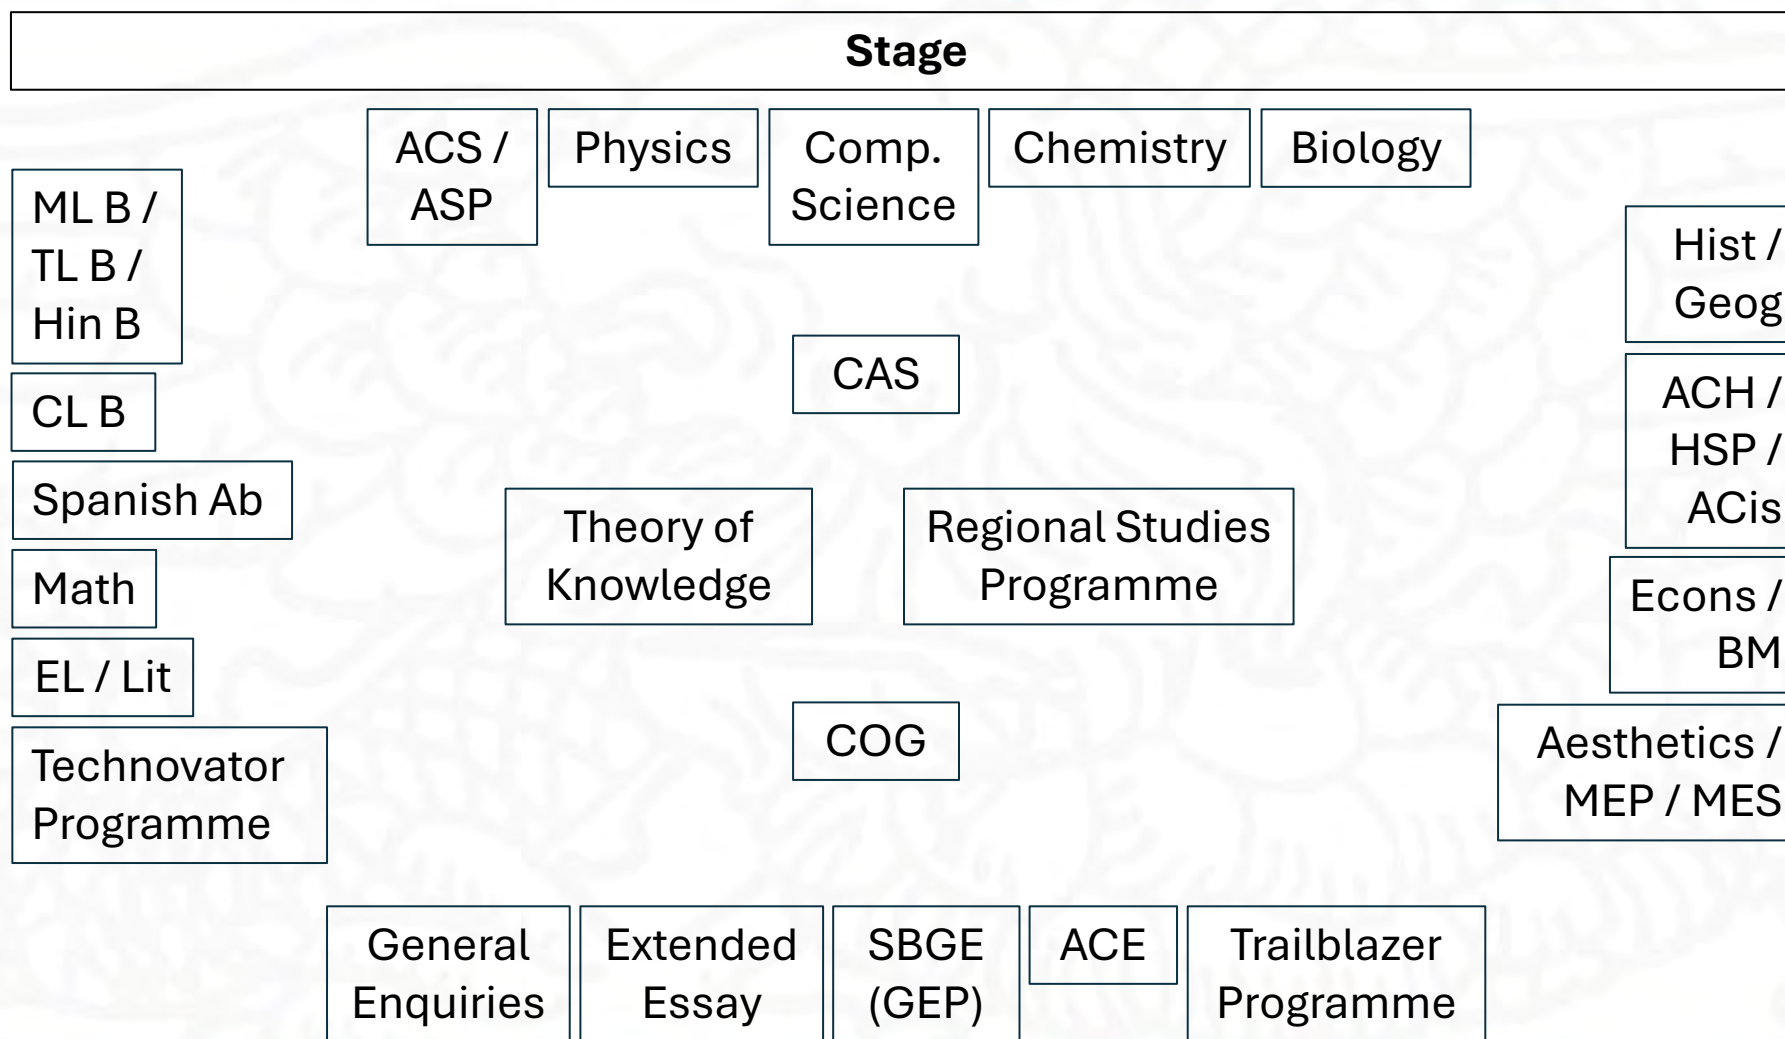 Stage
ACS /
ASP
Physics
Comp.
Science
Chemistry
Biology
ML B /
TL B /
Hin B
CL B
Spanish Ab
Math
EL / Lit
Technovator
Programme
CAS
Theory of
Knowledge
Regional Studies
Programme
COG
Hist /
Geog
ACH /
HSP /
ACis
Econs /
BM
Aesthetics /
MEP / MES
General
Enquiries
Extended
Essay
SBGE
(GEP)
ACE
Trailblazer
Programme